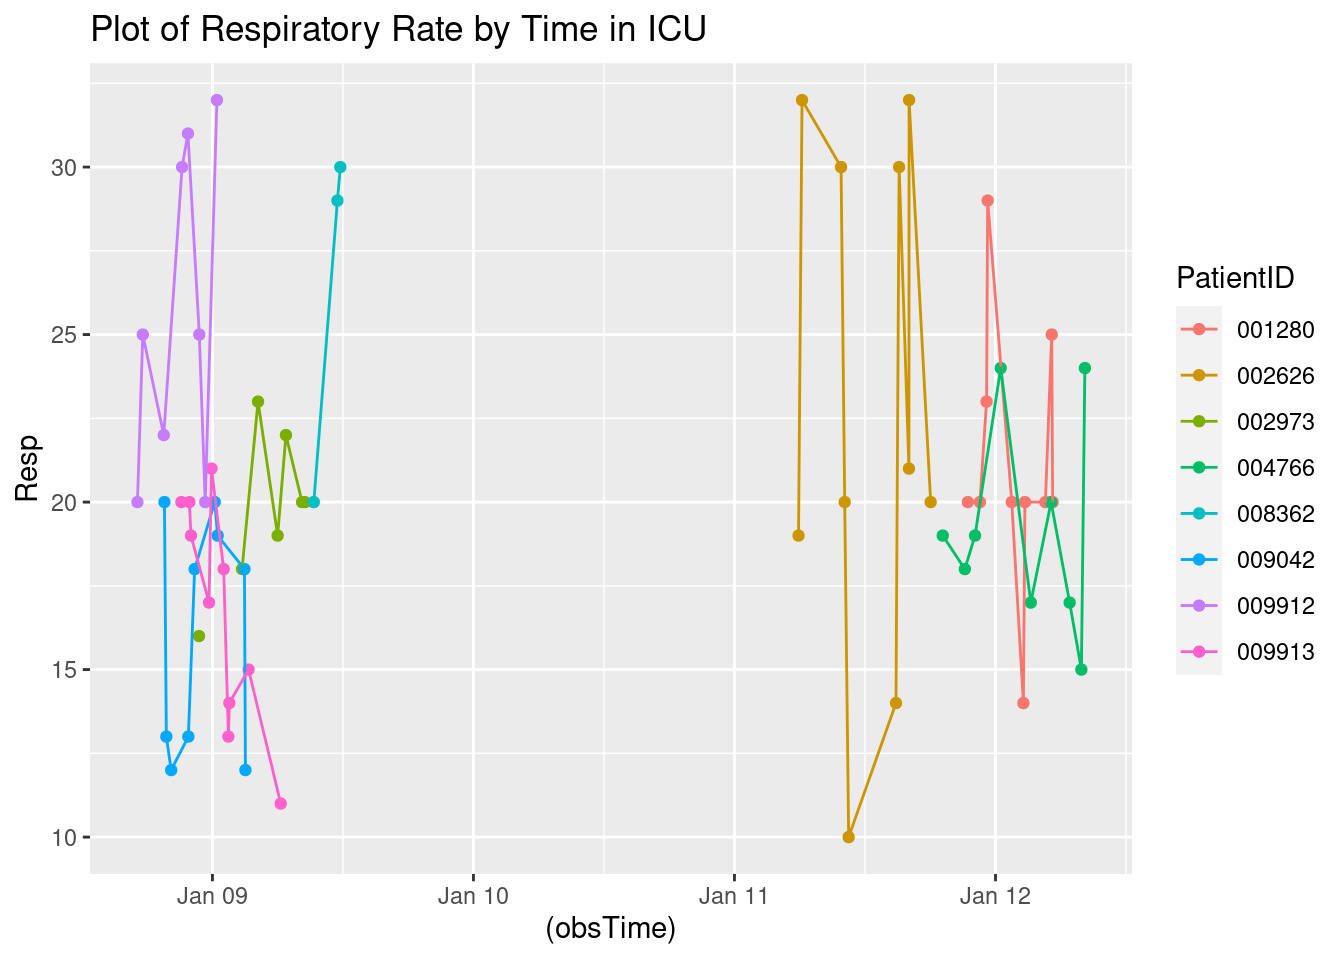 Plot of Respiratory Rate by Time in ICU
Resp
30
25
20
15
10
Jan 09
Jan 10
Jan 11
Jan 12
(obsTime)
PatientID
001280
002626
002973
004766
008362
009042
009912
009913